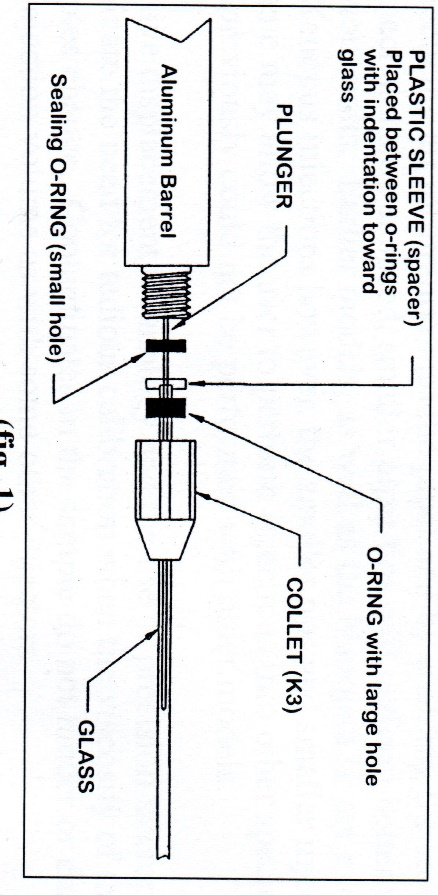 PLASTIC SLEEVE (spacer)
Placed between o-rings
with indentation toward
glass
PLUNGER
Aluminum Barrel
Sealing O-RING (small hole)
O-RING with large hole
COLLET (K3)
GLASS
(fig. 1)